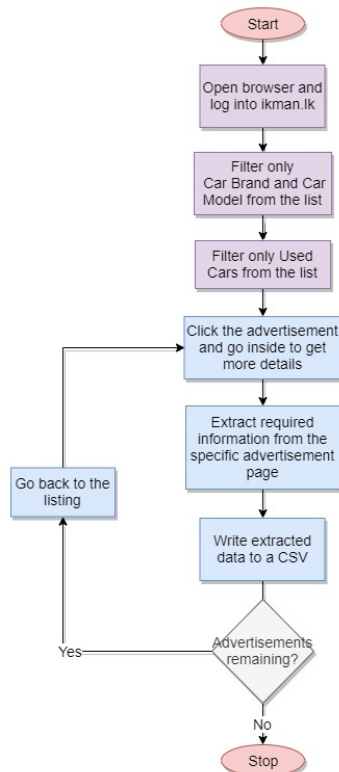 Start
Open browser and
log into ikman.lk
Filter only
Car Brand and Car
Model from the list
Filter only Used
Cars from the list
Click the advertisement
and go inside to get
more details
Extract required
information from the
specific advertisement
page
Go back to the
listing
Write extracted
data to a CSV
Advertisements
remaining?
Yes
No
Stop